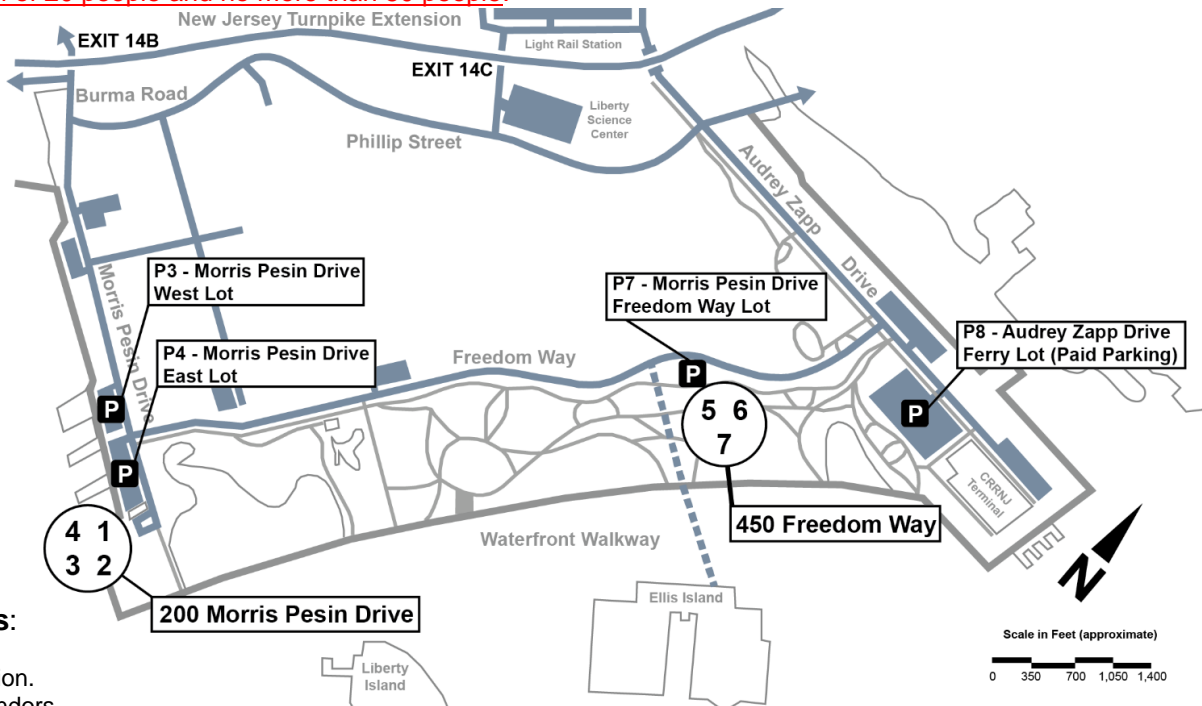 New Jersey Turnpike Extension
EXIT 14B
Light Rail Station
EXIT 14C
Burma Road
Liberty
Science
Center
Phillip Street
Audrey Zapp
Drive
Morris Pesin Drive
P3 - Morris Pesin Drive
West Lot
P7 - Morris Pesin Drive
Freedom Way Lot
P8 - Audrey Zapp Drive
Ferry Lot (Paid Parking)
P4 - Morris Pesin Drive
East Lot
Freedom Way
P
P
P
P
5 6
7
CRRNJ
Terminal
450 Freedom Way
4 1
3 2
Waterfront Walkway
N
Ellis Island
200 Morris Pesin Drive
Scale in Feet (approximate)
0 350 700 1,050 1,400
Liberty
Island